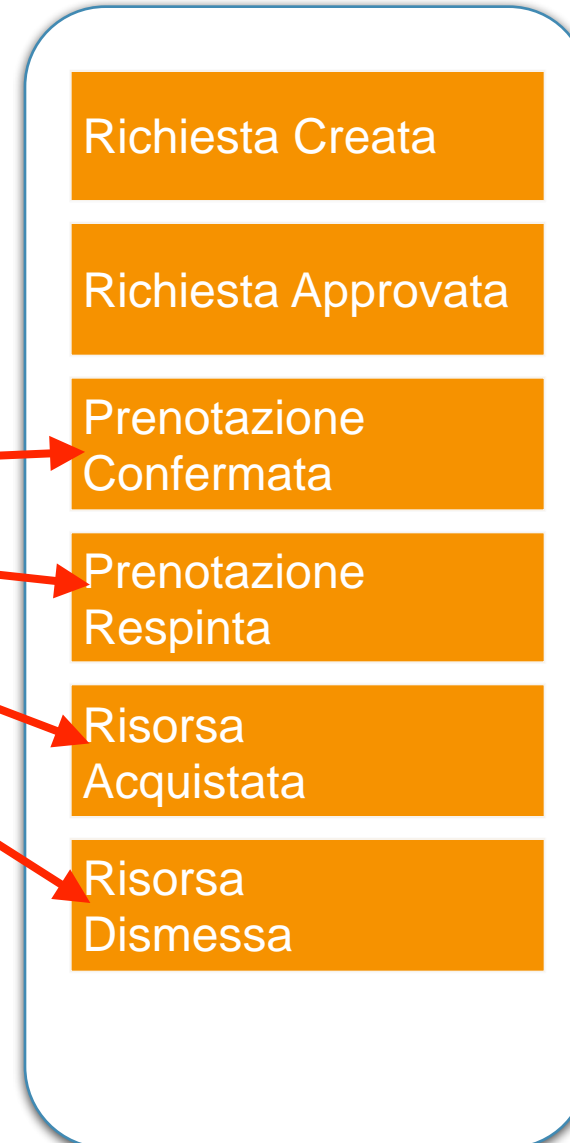 Richiesta Creata
Richiesta Approvata
Prenotazione
Confermata
Prenotazione
Respinta
Risorsa
Acquistata
Risorsa
Dismessa